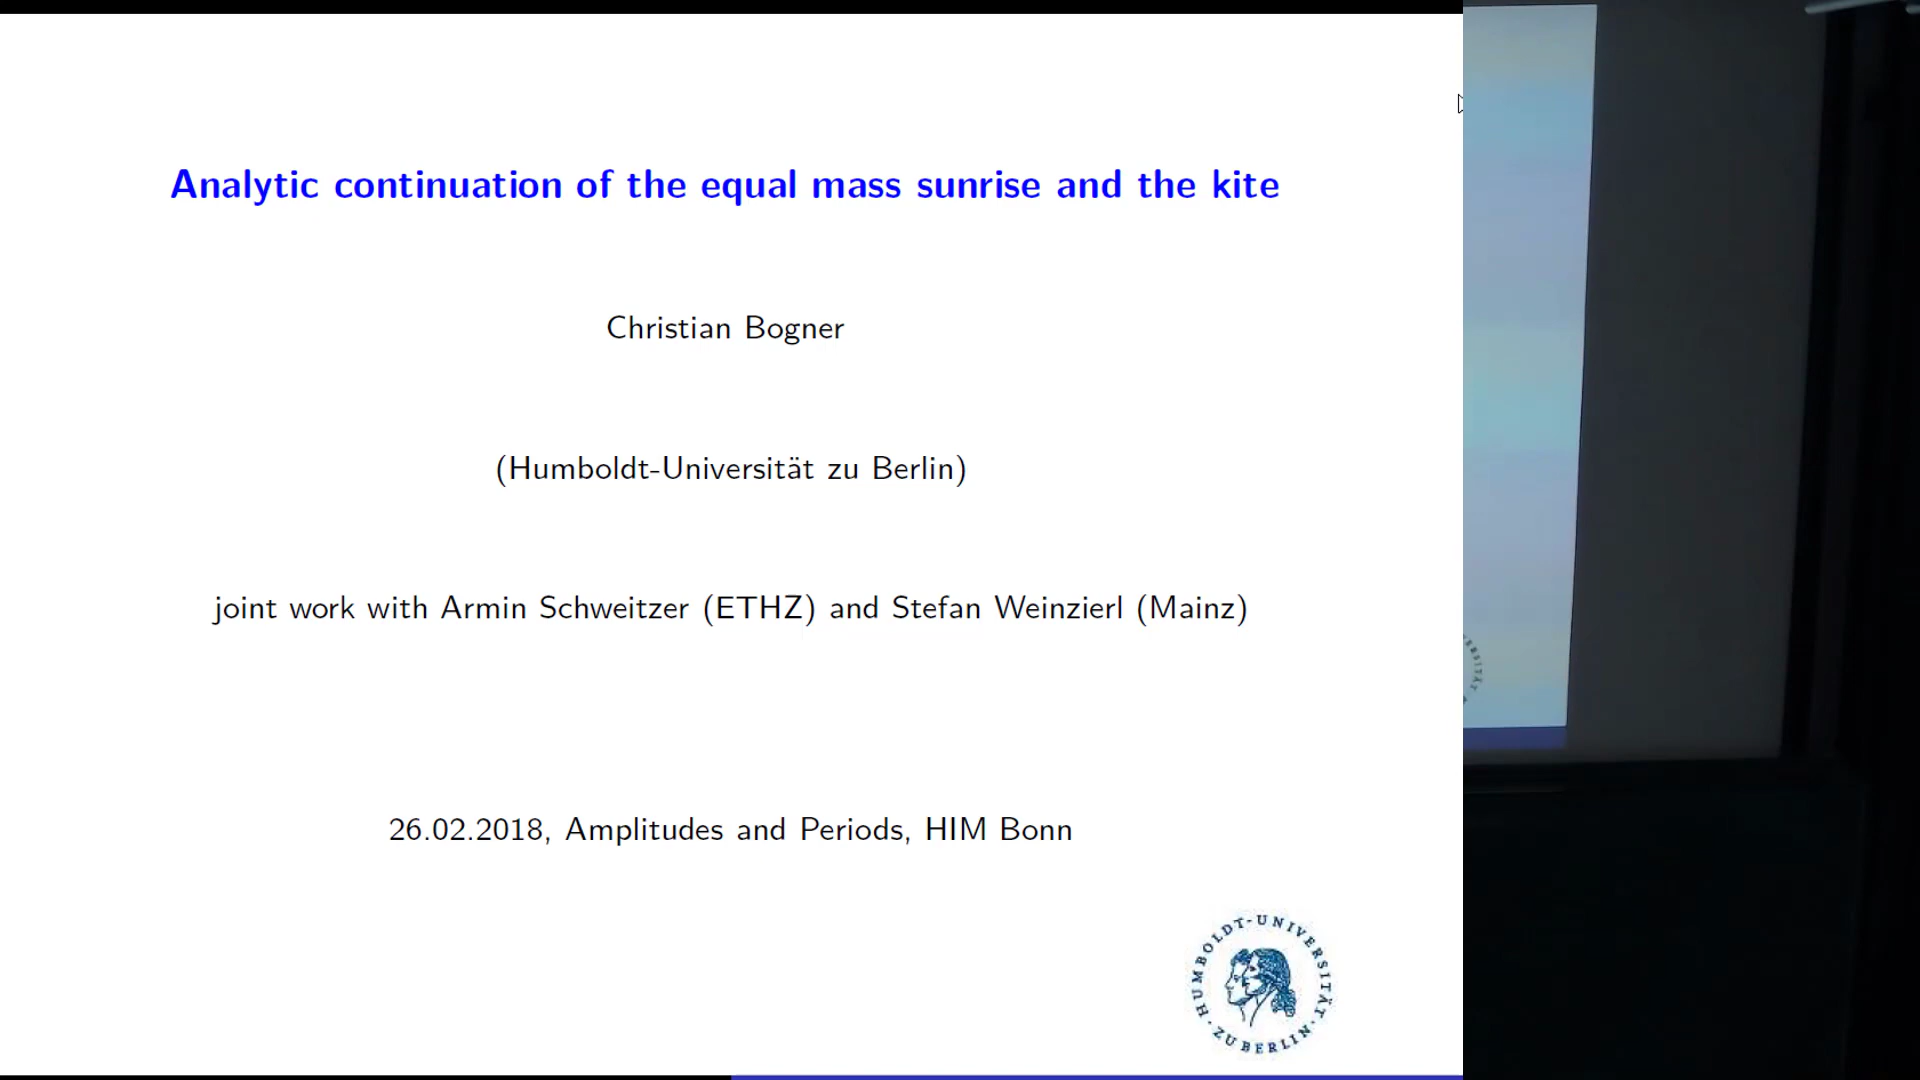 Analytic continuation of the equal mass sunrise and the kite
Christian Bogner
(Humboldt-Universität zu Berlin)
joint work with Armin Schweitzer (ETHZ) and Stefan Weinzierl (Mainz)
26.02.2018, Amplitudes and Periods, HIM Bonn
HUMBOLDT-UNIVERSITÄT · ZU BERLIN ·